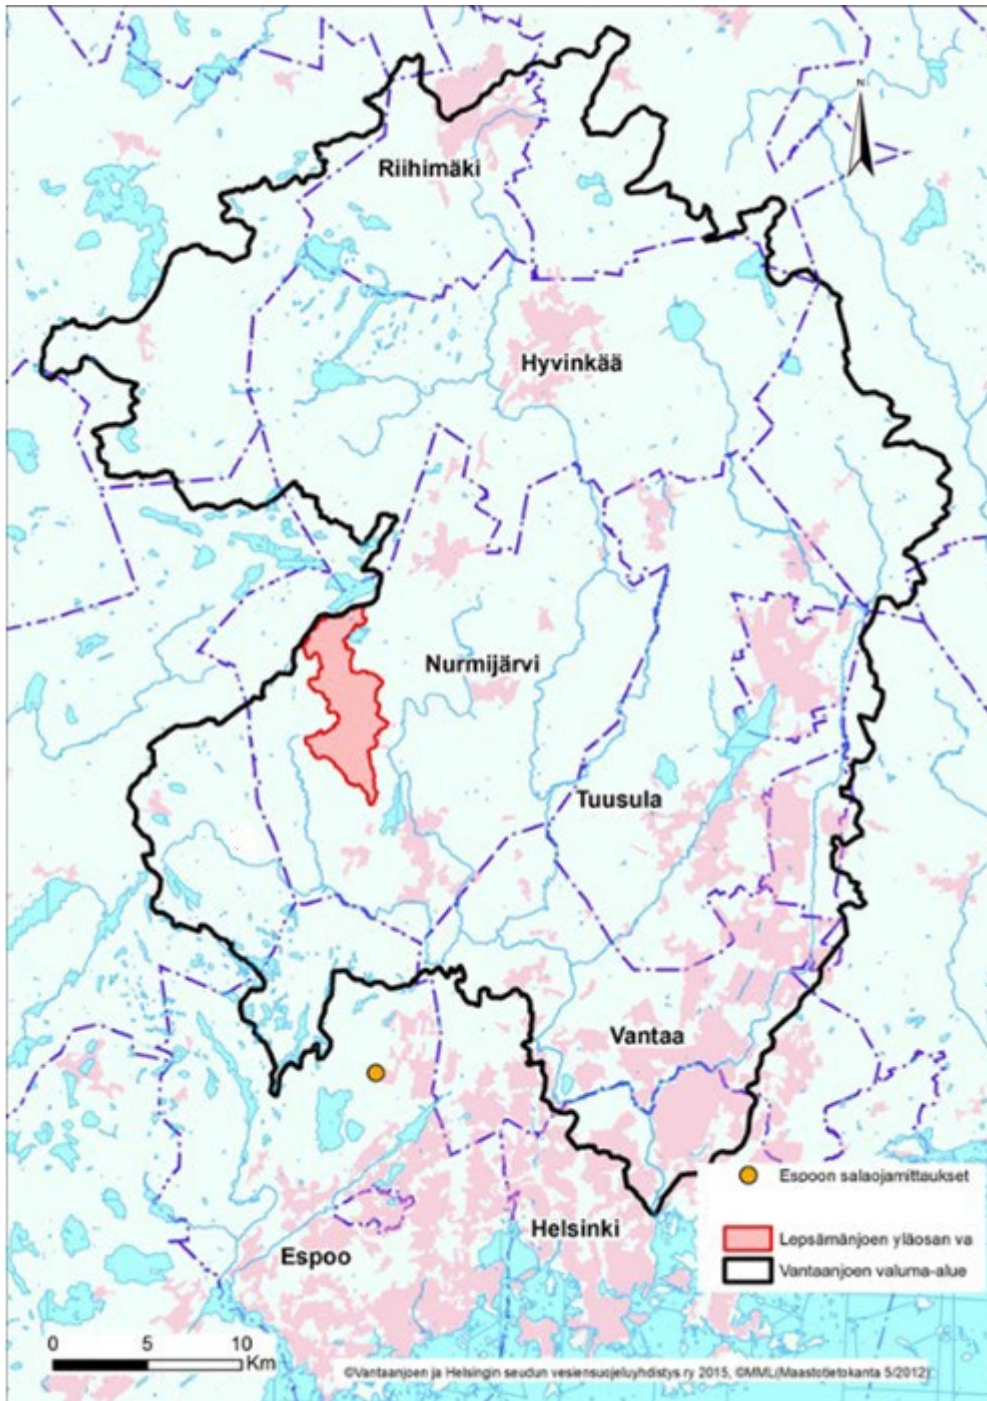 N
Riihimäki
Hyvinkää
Nurmijärvi
Tuusula
Vantaa
Espoon salaojamittaukset
Helsinki
Lepsämänjoen yläosan va
Espoo
Vantaanjoen valuma-alue
0 5 10
Km
©Vantaanjoen ja Helsingin seudun vesiensuojeluyhdistys ry 2015, ©MML(Maastotietokanta 5/2012)